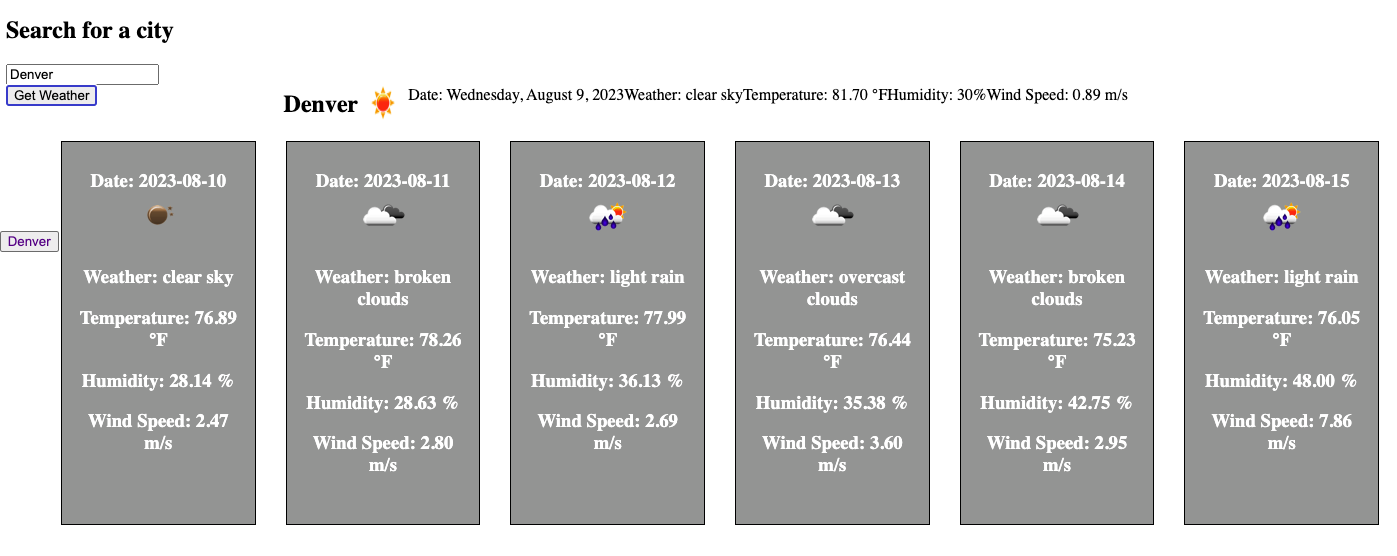 Search for a city
Denver
Get Weather
Denver
Date: Wednesday, August 9, 2023Weather: clear skyTemperature: 81.70 °FHumidity: 30%Wind Speed: 0.89 m/s
Denver
Date: 2023-08-10
Weather: clear sky
Temperature: 76.89
°F
Humidity: 28.14 %
Wind Speed: 2.47
m/s
Date: 2023-08-11
Weather: broken
clouds
Temperature: 78.26
°F
Humidity: 28.63 %
Wind Speed: 2.80
m/s
Date: 2023-08-12
Weather: light rain
Temperature: 77.99
°F
Humidity: 36.13 %
Wind Speed: 2.69
m/s
Date: 2023-08-13
Weather: overcast
clouds
Temperature: 76.44
°F
Humidity: 35.38 %
Wind Speed: 3.60
m/s
Date: 2023-08-14
Weather: broken
clouds
Temperature: 75.23
°F
Humidity: 42.75 %
Wind Speed: 2.95
m/s
Date: 2023-08-15
Weather: light rain
Temperature: 76.05
°F
Humidity: 48.00 %
Wind Speed: 7.86
m/s